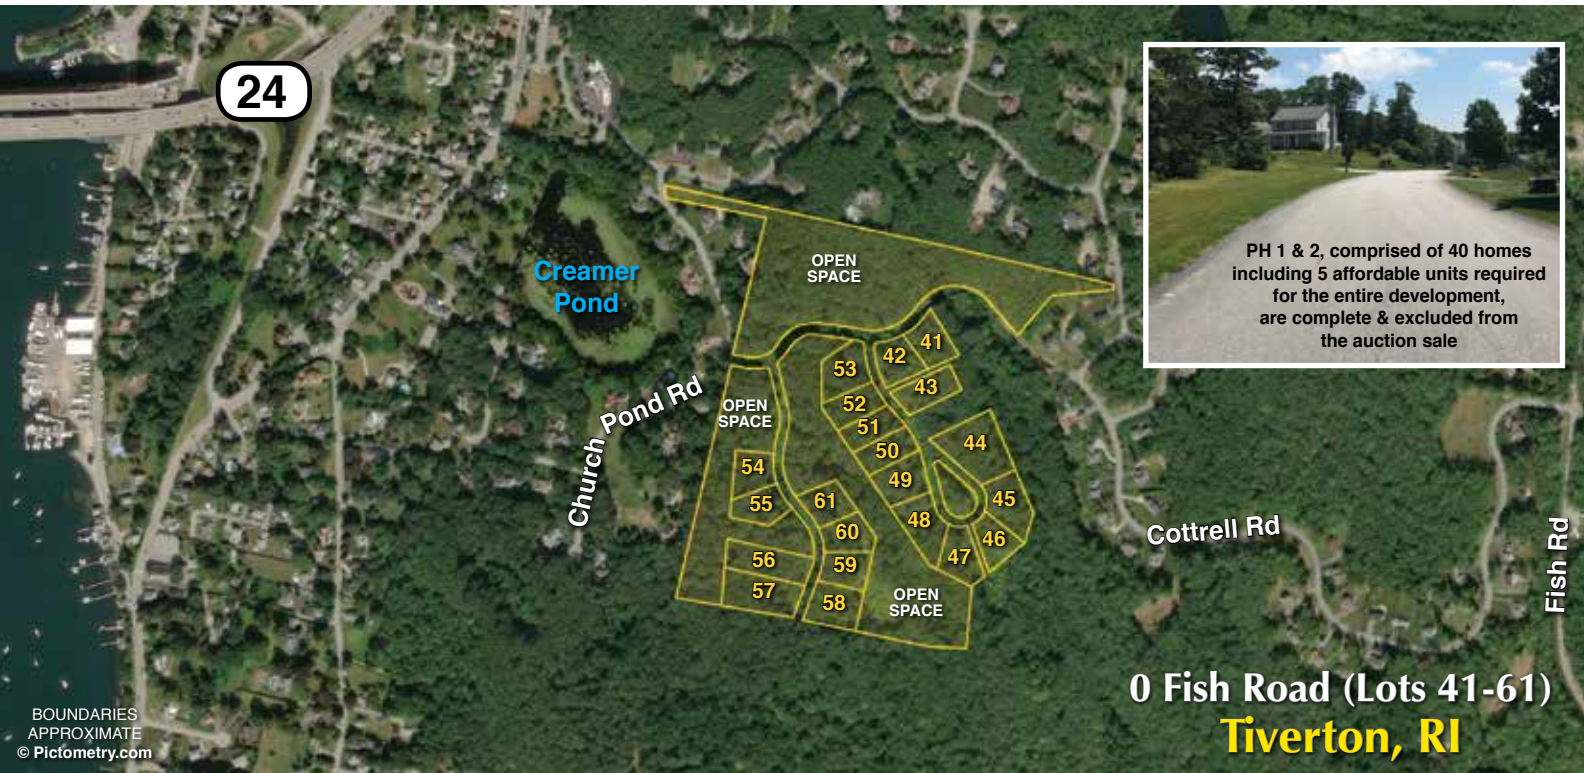 24
Creamer
Pond
OPEN
SPACE
PH 1 & 2, comprised of 40 homes
including 5 affordable units required
for the entire development,
are complete & excluded from
the auction sale
41
42
53
43
52
OPEN
SPACE
Church Pond Rd
51
44
50
54
49
45
55
61
48
60
46
47
56
59
57
58
OPEN
SPACE
Cottrell Rd
Fish Rd
0 Fish Road (Lots 41-61)
Tiverton, RI
BOUNDARIES
APPROXIMATE
© Pictometry.com